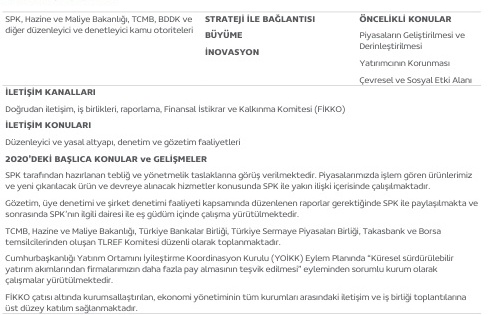 SPK, Hazine ve Maliye Bakanlığı, TCMB, BDDK ve
diğer düzenleyici ve denetleyici kamu otoriteleri
STRATEJİ İLE BAĞLANTISI
BÜYÜME
İNOVASYON
ÖNCELİKLİ KONULAR
Piyasaların Geliştirilmesi ve
Derinleştirilmesi
Yatırımcının Korunması
Çevresel ve Sosyal Etki Alanı
İLETİŞİM KANALLARI
Doğrudan iletişim, iş birlikleri, raporlama, Finansal İstikrar ve Kalkınma Komitesi (FİKKO)
İLETİŞİM KONULARI
Düzenleyici ve yasal altyapı, denetim ve gözetim faaliyetleri
2020'DEKİ BAŞLICA KONULAR ve GELİŞMELER
SPK tarafından hazırlanan tebliğ ve yönetmelik taslaklarına görüş verilmektedir. Piyasalarımızda işlem gören ürünlerimiz
ve yeni çıkarılacak ürün ve devreye alınacak hizmetler konusunda SPK ile yakın ilişki içerisinde çalışılmaktadır.
Gözetim, üye denetimi ve şirket denetimi faaliyeti kapsamında düzenlenen raporlar gerektiğinde SPK ile paylaşılmakta ve
sonrasında SPK'nın ilgili dairesi ile eş güdüm içinde çalışma yürütülmektedir.
TCMB, Hazine ve Maliye Bakanlığı, Türkiye Bankalar Birliği, Türkiye Sermaye Piyasaları Birliği, Takasbank ve Borsa
temsilcilerinden oluşan TLREF Komitesi düzenli olarak toplanmaktadır.
Cumhurbaşkanlığı Yatırım Ortamını İyileştirme Koordinasyon Kurulu (YOİKK) Eylem Planında “Küresel sürdürülebilir
yatırım akımlarından firmalarımızın daha fazla pay almasının teşvik edilmesi” eyleminden sorumlu kurum olarak
çalışmalar yürütülmektedir.
FİKKO çatısı altında kurumsallaştırılan, ekonomi yönetiminin tüm kurumları arasındaki iletişim ve iş birliği toplantılarına
üst düzey katılım sağlanmaktadır.